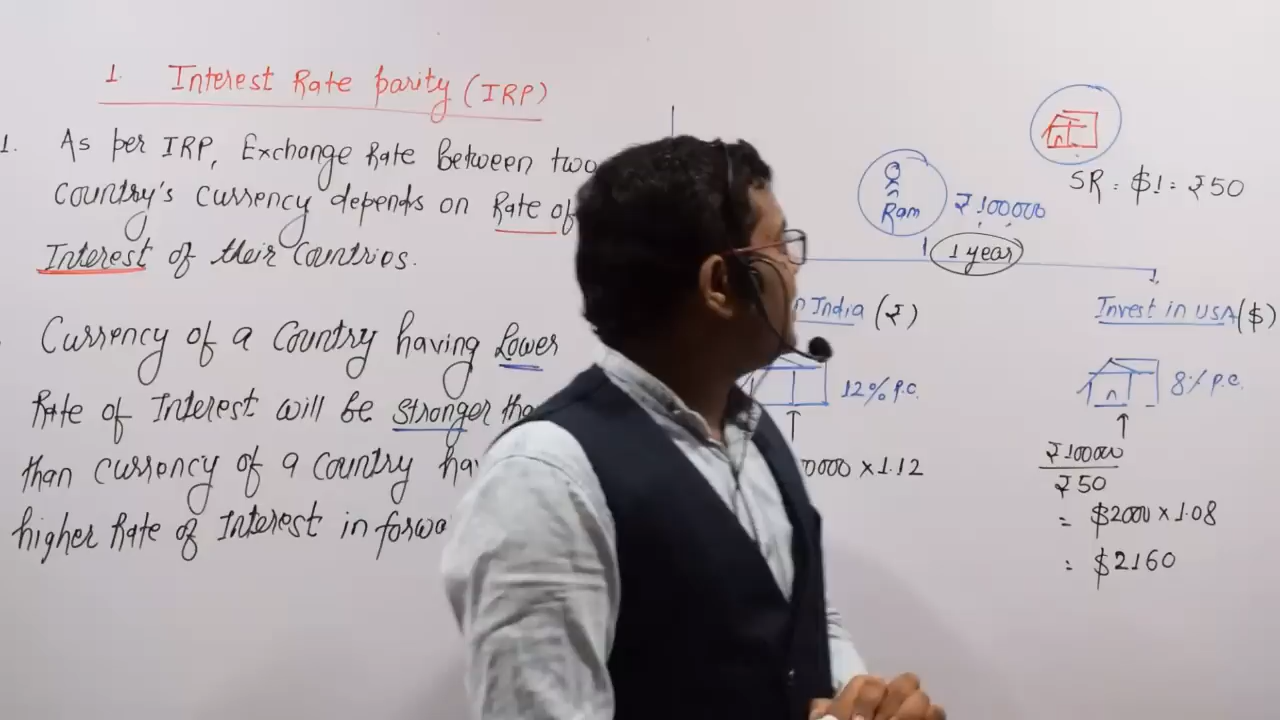 1. Interest Rate parity (IRP)
1. As per IRP, Exchange Rate Between two
Country's currency depends on Rate of
Interest of their Countries.
Currency of a Country having Lower
Rate of Interest will be stronger
than currency of a country
higher Rate of Interest in
SR = $1 = ₹50
Ram ₹100000
1 year
India (₹)
12% p.a.
0000 × 1.12
Invest in USA ($)
8% p.a.
₹100000
₹50
= $2000 × 1.08
= $2160